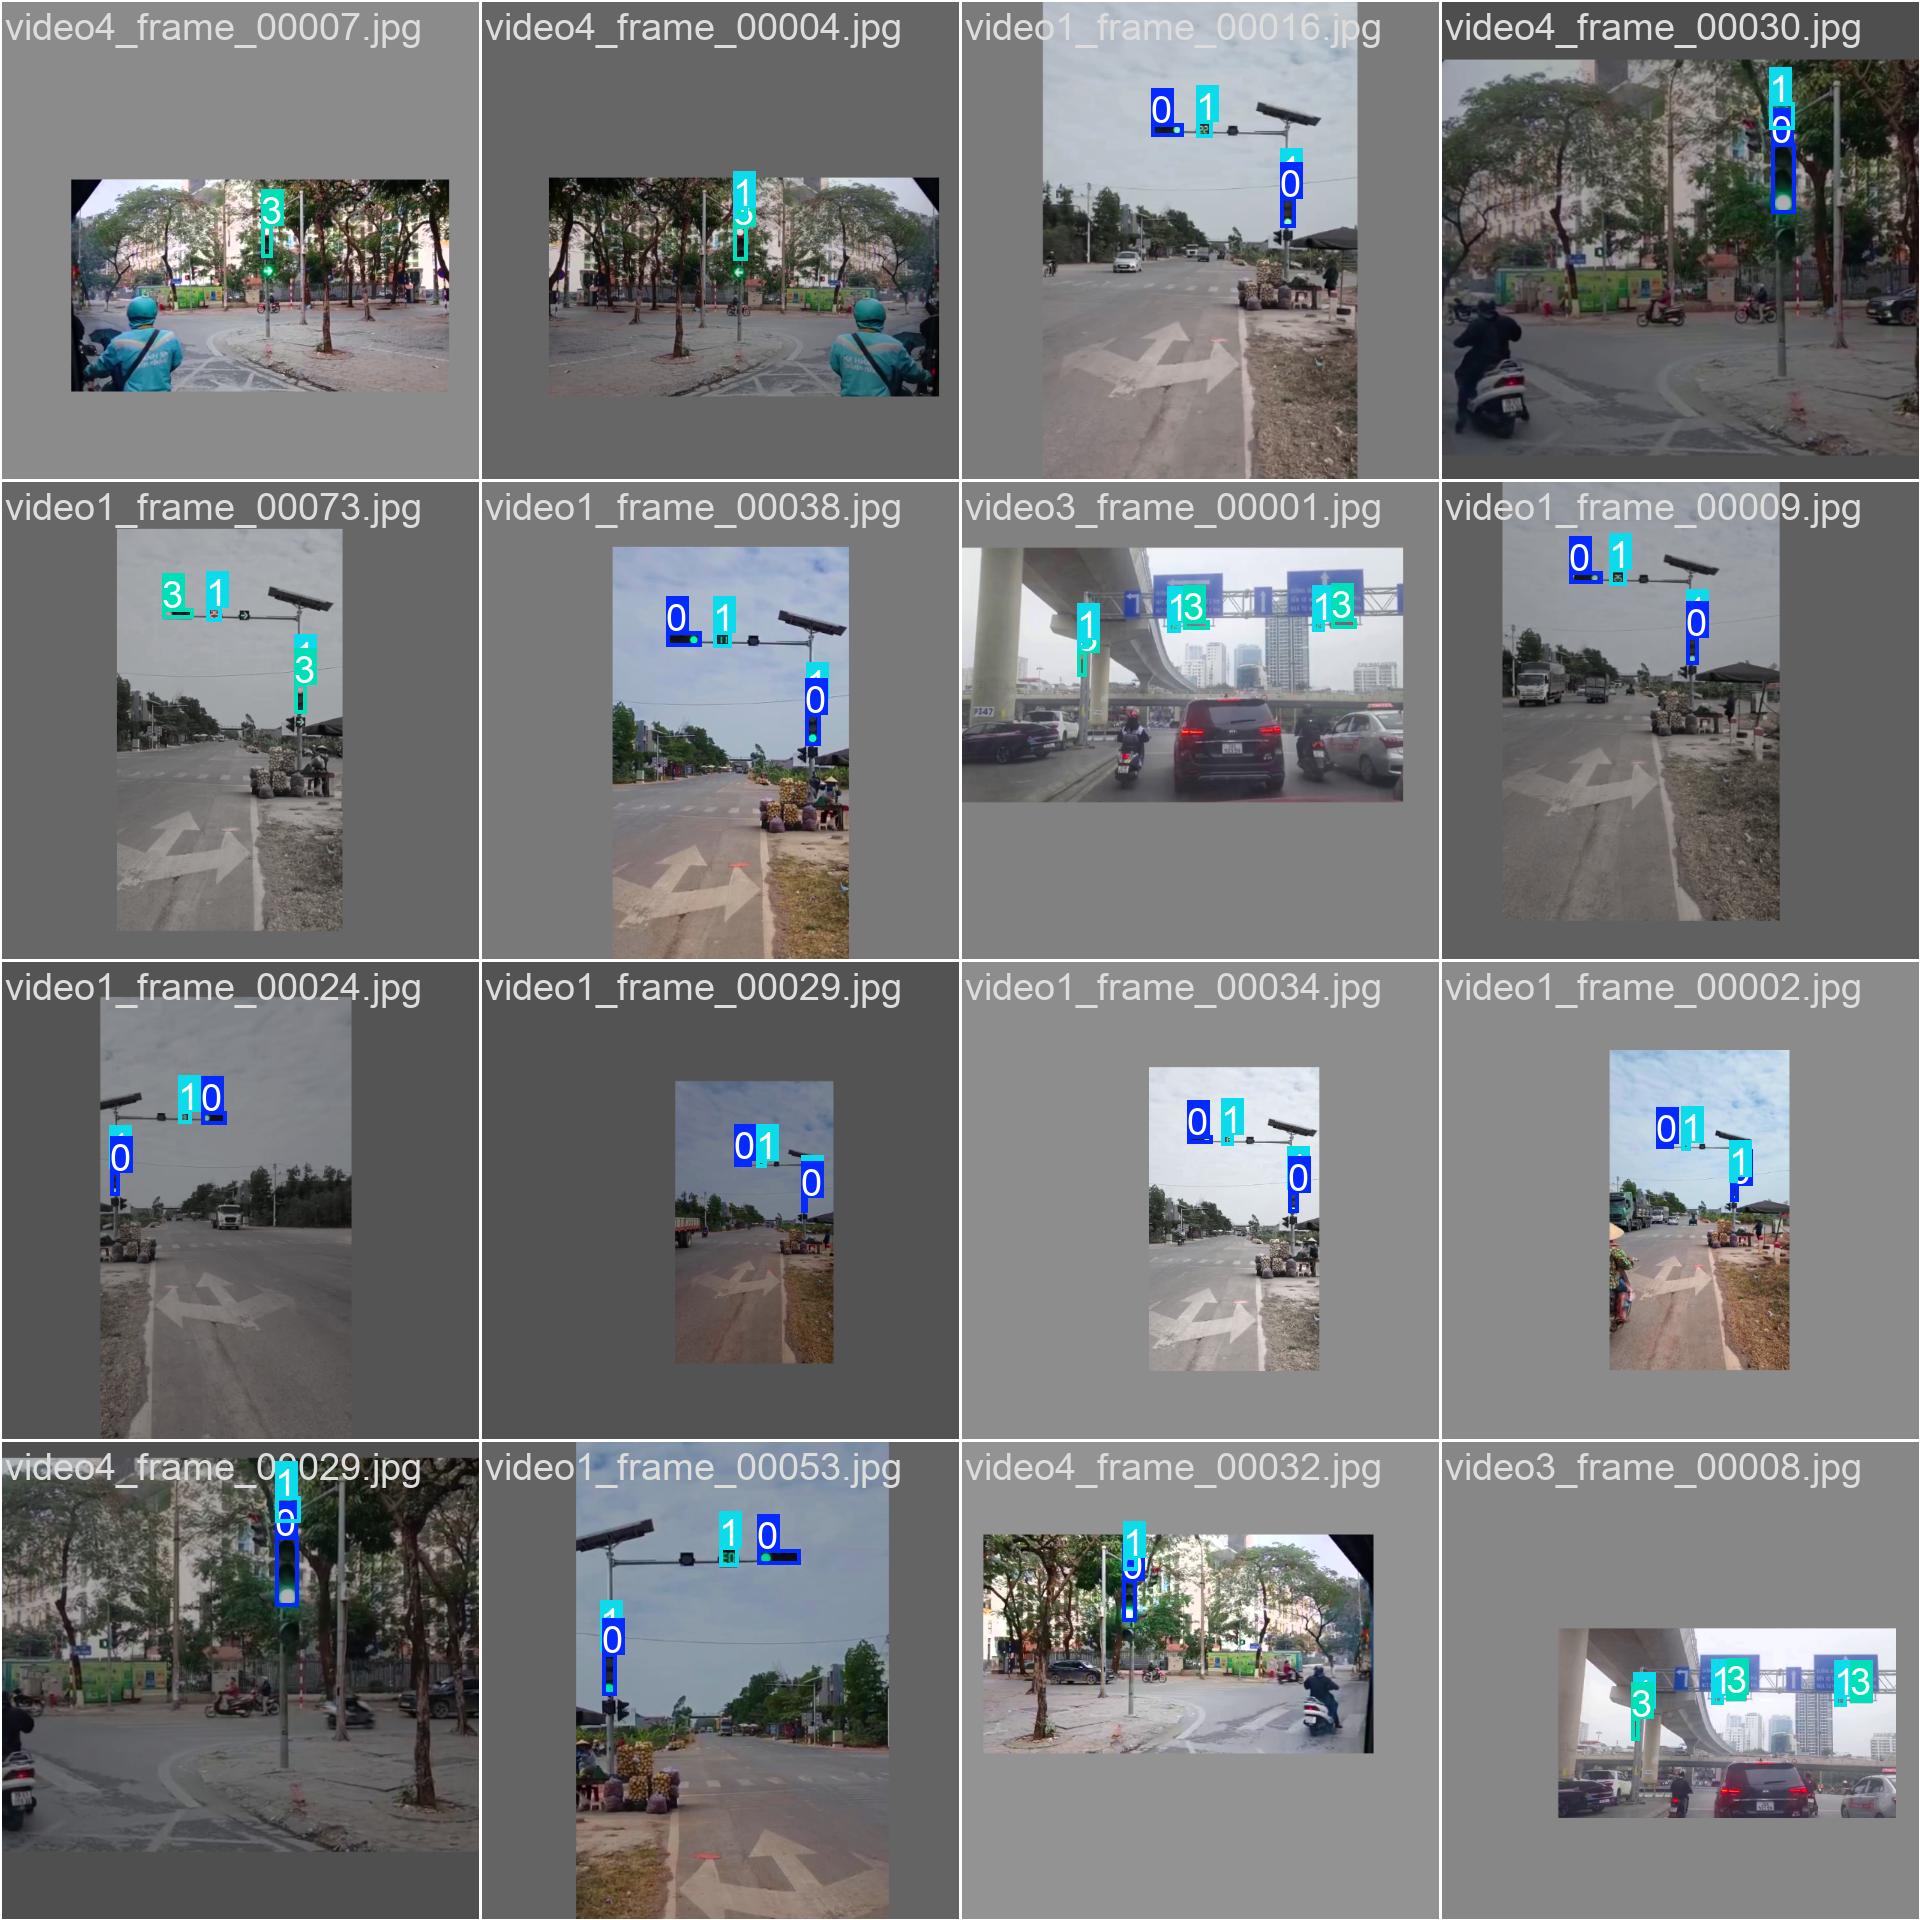 video4_frame_00007.jpg
3
video4_frame_00004.jpg
1
video1_frame_00016.jpg
0 1
0
video4_frame_00030.jpg
1
0
video1_frame_00073.jpg
3 1
3
video1_frame_00038.jpg
0 1
0
video3_frame_00001.jpg
1 13 13
video1_frame_00009.jpg
0 1
0
video1_frame_00024.jpg
10
0
video1_frame_00029.jpg
01
0
video1_frame_00034.jpg
0 1
0
video1_frame_00002.jpg
01
1
video4_frame_00029.jpg
1
0
video1_frame_00053.jpg
1 0
0
video4_frame_00032.jpg
1
0
video3_frame_00008.jpg
3 13 13